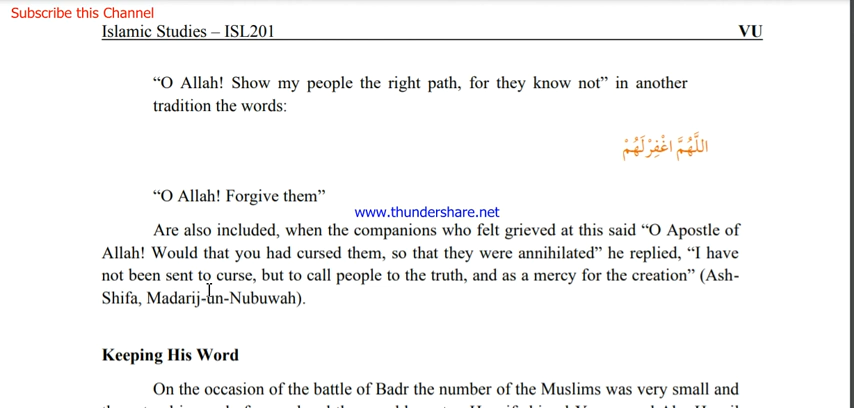 Subscribe this Channel
Islamic Studies – ISL201 VU
“O Allah! Show my people the right path, for they know not” in another
tradition the words:
اللَّهُمَّ اغْفِرْ لَهُمْ
“O Allah! Forgive them”
www.thundershare.net
Are also included, when the companions who felt grieved at this said “O Apostle of
Allah! Would that you had cursed them, so that they were annihilated” he replied, “I have
not been sent to curse, but to call people to the truth, and as a mercy for the creation” (Ash-
Shifa, Madarij-an-Nubuwah).
Keeping His Word
On the occasion of the battle of Badr the number of the Muslims was very small and